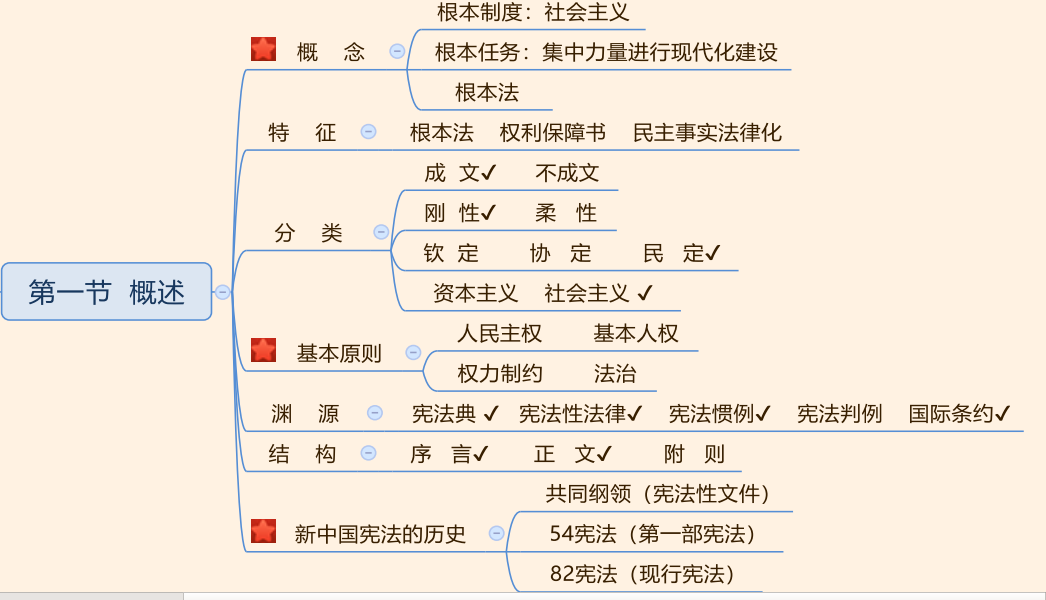 第一节 概述
概 念
根本制度：社会主义
根本任务：集中力量进行现代化建设
根本法
特 征
根本法 权利保障书 民主事实法律化
分 类
成 文✓ 不成文
刚 性✓ 柔 性
钦 定 协 定 民 定✓
资本主义 社会主义 ✓
基本原则
人民主权 基本人权
权力制约 法治
渊 源
宪法典 ✓ 宪法性法律✓ 宪法惯例✓ 宪法判例 国际条约✓
结 构
序 言✓ 正 文✓ 附 则
新中国宪法的历史
共同纲领（宪法性文件）
54宪法（第一部宪法）
82宪法（现行宪法）